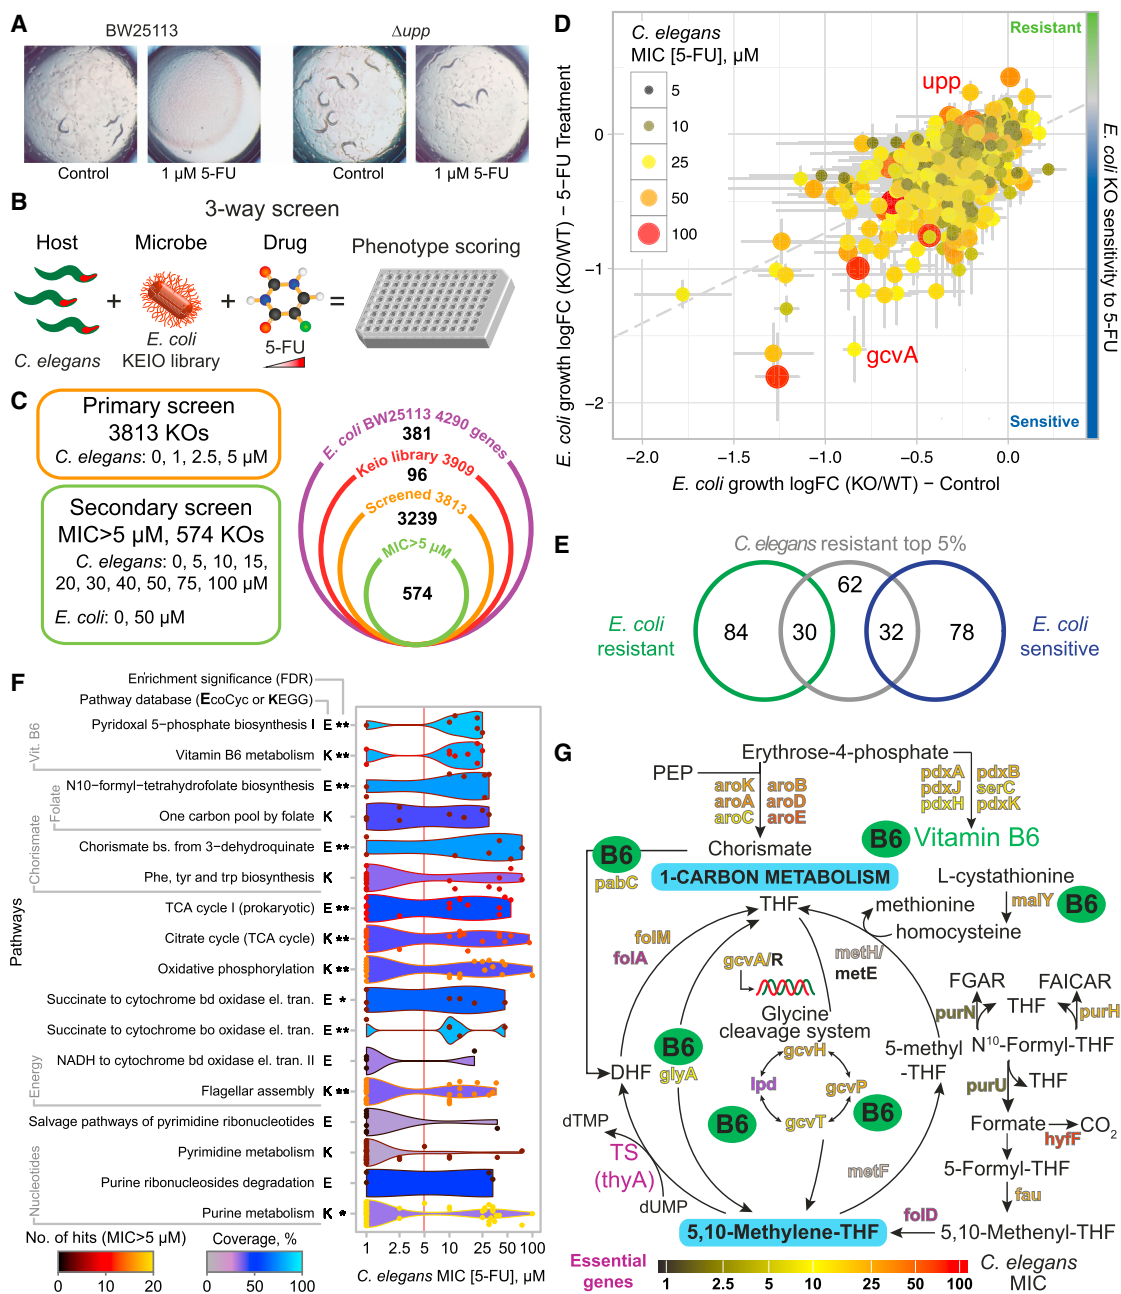 A
BW25113
Δupp
Control
1 μM 5-FU
Control
1 μM 5-FU
B
3-way screen
Host
Microbe
Drug
Phenotype scoring
+
+
=
C. elegans
E. coli
KEIO library
5-FU
C
Primary screen
3813 KOs
C. elegans: 0, 1, 2.5, 5 μM
Secondary screen
MIC>5 μM, 574 KOs
C. elegans: 0, 5, 10, 15,
20, 30, 40, 50, 75, 100 μM
E. coli: 0, 50 μM
E. coli BW25113 4290 genes
381
Keio library 3909
96
Screened 3813
3239
MIC>5 μM
574
D
C. elegans
MIC [5-FU], μM
5
10
25
50
100
upp
gcvA
Resistant
Sensitive
E. coli KO sensitivity to 5-FU
E. coli growth logFC (KO/WT) − 5-FU Treatment
0
−1
−2
−2.0
−1.5
−1.0
−0.5
0.0
E. coli growth logFC (KO/WT) − Control
E
C. elegans resistant top 5%
E. coli
resistant
84
30
62
32
78
E. coli
sensitive
F
Enrichment significance (FDR)
Pathway database (EcoCyc or KEGG)
Pathways
Vit. B6
Folate
Chorismate
Energy
Nucleotides
Pyridoxal 5−phosphate biosynthesis I E **
Vitamin B6 metabolism K **
N10−formyl−tetrahydrofolate biosynthesis E **
One carbon pool by folate K
Chorismate bs. from 3−dehydroquinate E **
Phe, tyr and trp biosynthesis K
TCA cycle I (prokaryotic) E **
Citrate cycle (TCA cycle) K **
Oxidative phosphorylation K **
Succinate to cytochrome bd oxidase el. tran. E *
Succinate to cytochrome bo oxidase el. tran. E **
NADH to cytochrome bd oxidase el. tran. II E
Flagellar assembly K **
Salvage pathways of pyrimidine ribonucleotides E
Pyrimidine metabolism K
Purine ribonucleosides degradation E
Purine metabolism K *
1 2.5 5 10 25 50 100
C. elegans MIC [5-FU], μM
No. of hits (MIC>5 μM)
0 10 20
Coverage, %
0 50 100
G
Erythrose-4-phosphate
PEP
aroK aroB
aroA aroD
aroC aroE
pdxA pdxB
pdxJ serC
pdxH pdxK
B6
Vitamin B6
B6
pabC
Chorismate
1-CARBON METABOLISM
L-cystathionine
malY
B6
methionine
homocysteine
THF
folM
folA
metH/
metE
gcvA/R
Glycine
cleavage system
gcvH
lpd
gcvP
gcvT
B6
B6
B6
glyA
DHF
FGAR
FAICAR
THF
purN
purH
5-methyl
-THF
N10-Formyl-THF
purU
THF
Formate
CO2
hyfF
5-Formyl-THF
fau
dTMP
TS
(thyA)
dUMP
metF
5,10-Methylene-THF
folD
5,10-Methenyl-THF
Essential
genes
1 2.5 5 10 25 50 100
C. elegans
MIC